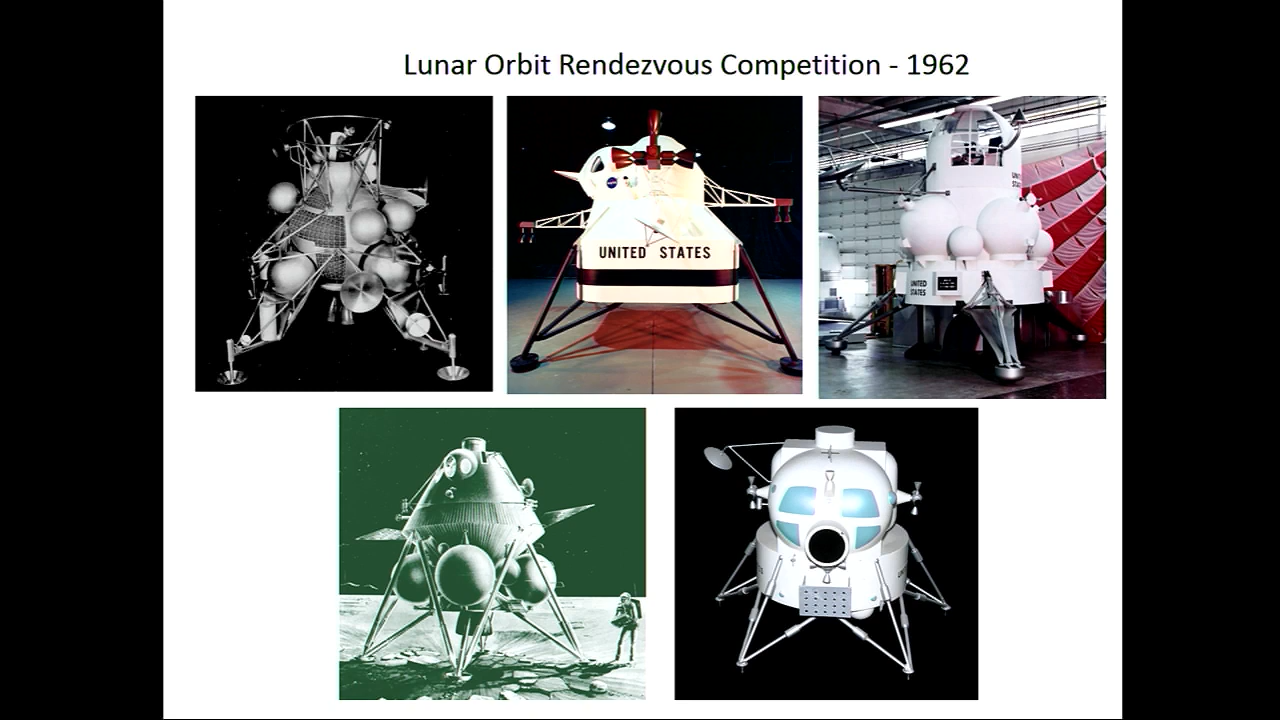 Lunar Orbit Rendezvous Competition - 1962
UNITED STATES
UNITED
STATES